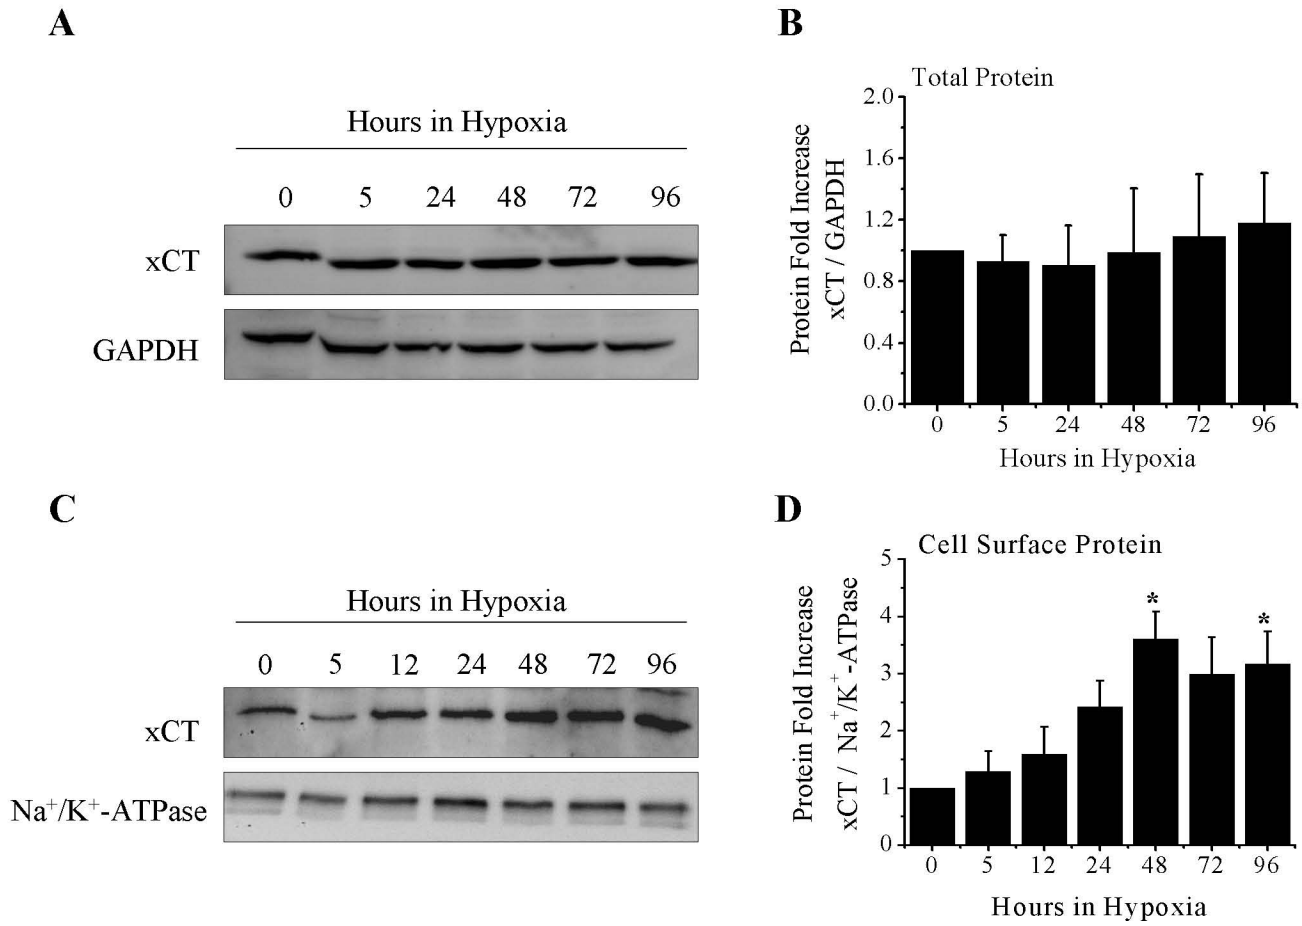 A
Hours in Hypoxia
0 5 24 48 72 96
xCT
GAPDH
B
Total Protein
Protein Fold Increase
xCT / GAPDH
2.0
1.6
1.2
0.8
0.4
0.0
0 5 24 48 72 96
Hours in Hypoxia
C
Hours in Hypoxia
0 5 12 24 48 72 96
xCT
Na⁺/K⁺-ATPase
D
Cell Surface Protein
Protein Fold Increase
xCT / Na⁺/K⁺-ATPase
5
4
3
2
1
0
* *
0 5 12 24 48 72 96
Hours in Hypoxia